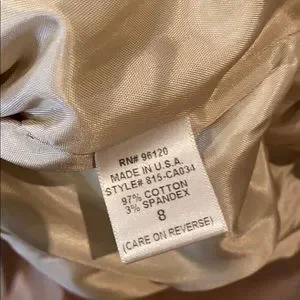 RN# 96120
MADE IN U.S.A.
STYLE# 815-CA034
97% COTTON
3% SPANDEX
8
(CARE ON REVERSE)